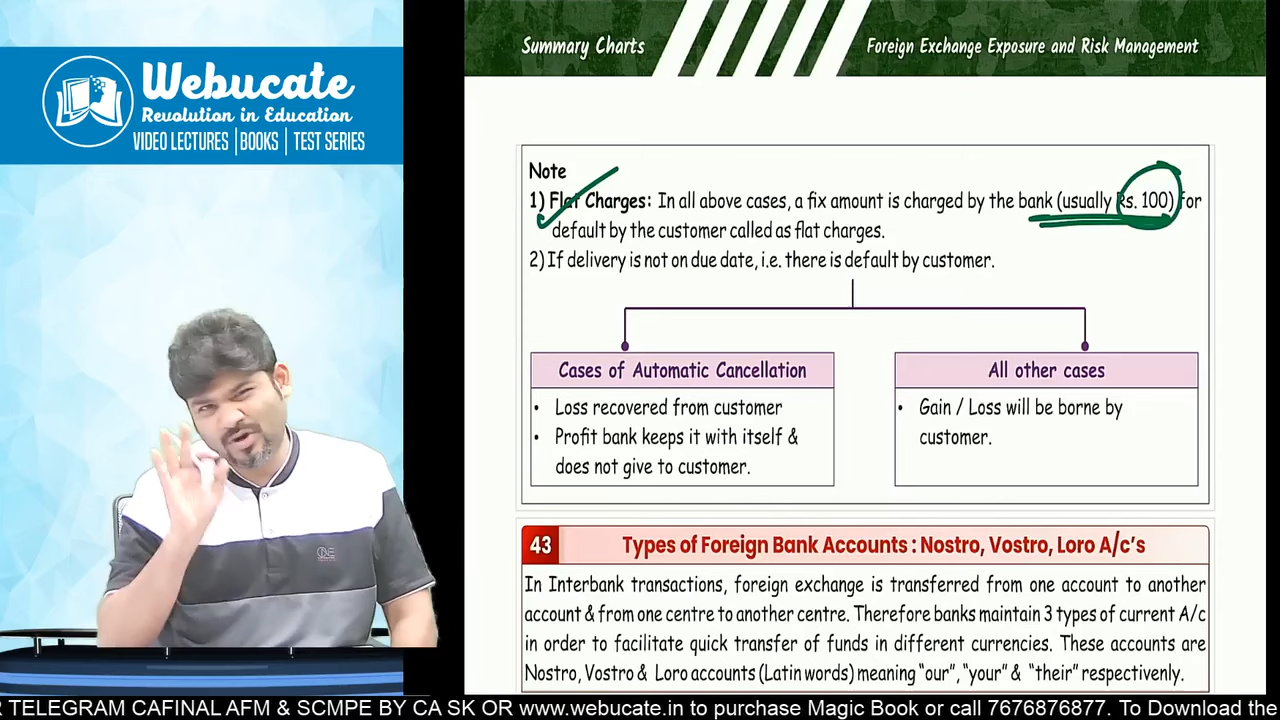 Webucate
Revolution in Education
VIDEO LECTURES | BOOKS | TEST SERIES
Summary Charts
Foreign Exchange Exposure and Risk Management
Note
1) Flat Charges: In all above cases, a fix amount is charged by the bank (usually Rs. 100) for
default by the customer called as flat charges.
2) If delivery is not on due date, i.e. there is default by customer.
Cases of Automatic Cancellation
• Loss recovered from customer
• Profit bank keeps it with itself &
does not give to customer.
All other cases
• Gain / Loss will be borne by
customer.
43 Types of Foreign Bank Accounts : Nostro, Vostro, Loro A/c's
In Interbank transactions, foreign exchange is transferred from one account to another
account & from one centre to another centre. Therefore banks maintain 3 types of current A/c
in order to facilitate quick transfer of funds in different currencies. These accounts are
Nostro, Vostro & Loro accounts (Latin words) meaning "our", "your" & "their" respectively.
TELEGRAM CAFINAL AFM & SCMPE BY CA SK OR www.webucate.in to purchase Magic Book or call 7676876877. To Download the